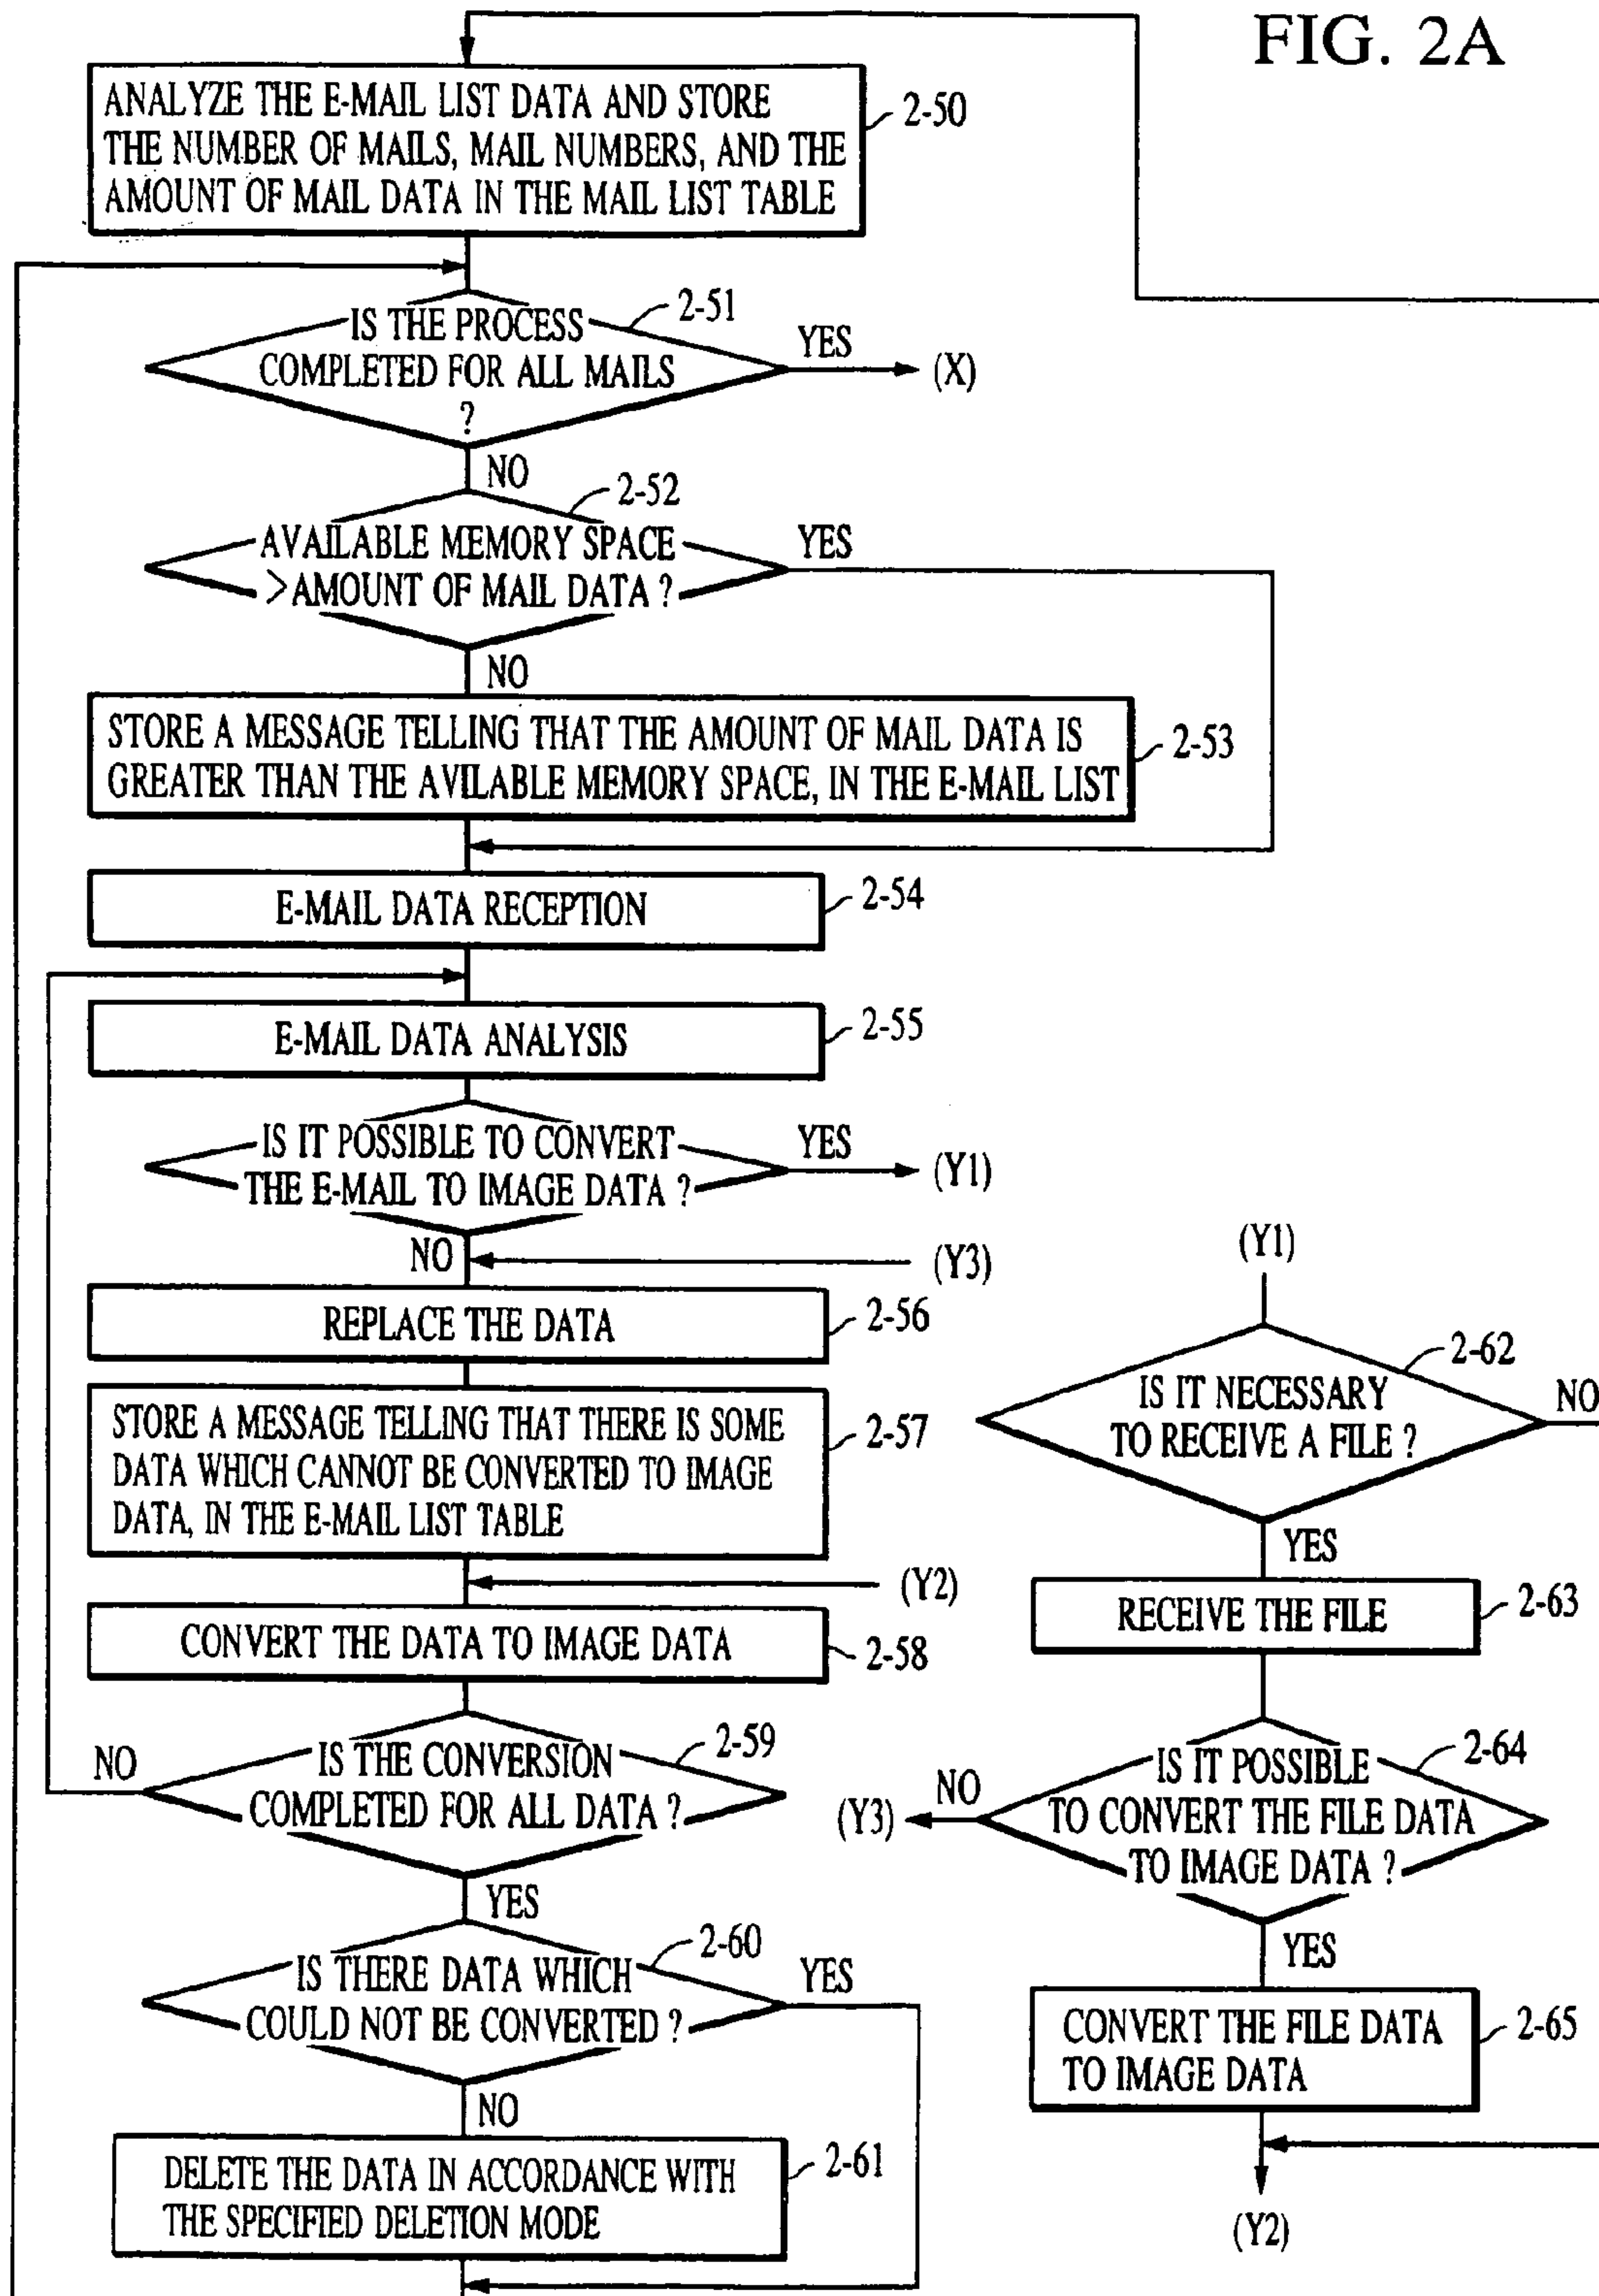 FIG. 2A
ANALYZE THE E-MAIL LIST DATA AND STORE
THE NUMBER OF MAILS, MAIL NUMBERS, AND THE
AMOUNT OF MAIL DATA IN THE MAIL LIST TABLE
2-50
IS THE PROCESS
COMPLETED FOR ALL MAILS
?
2-51
YES
(X)
NO
2-52
AVAILABLE MEMORY SPACE
>AMOUNT OF MAIL DATA ?
YES
NO
STORE A MESSAGE TELLING THAT THE AMOUNT OF MAIL DATA IS
GREATER THAN THE AVILABLE MEMORY SPACE, IN THE E-MAIL LIST
2-53
E-MAIL DATA RECEPTION
2-54
E-MAIL DATA ANALYSIS
2-55
IS IT POSSIBLE TO CONVERT
THE E-MAIL TO IMAGE DATA ?
YES
(Y1)
NO
(Y3)
REPLACE THE DATA
2-56
STORE A MESSAGE TELLING THAT THERE IS SOME
DATA WHICH CANNOT BE CONVERTED TO IMAGE
DATA, IN THE E-MAIL LIST TABLE
2-57
(Y2)
CONVERT THE DATA TO IMAGE DATA
2-58
NO
IS THE CONVERSION
COMPLETED FOR ALL DATA ?
2-59
YES
IS THERE DATA WHICH
COULD NOT BE CONVERTED ?
2-60
YES
NO
DELETE THE DATA IN ACCORDANCE WITH
THE SPECIFIED DELETION MODE
2-61
(Y1)
2-62
IS IT NECESSARY
TO RECEIVE A FILE ?
NO
YES
RECEIVE THE FILE
2-63
IS IT POSSIBLE
TO CONVERT THE FILE DATA
TO IMAGE DATA ?
2-64
NO
(Y3)
YES
CONVERT THE FILE DATA
TO IMAGE DATA
2-65
(Y2)